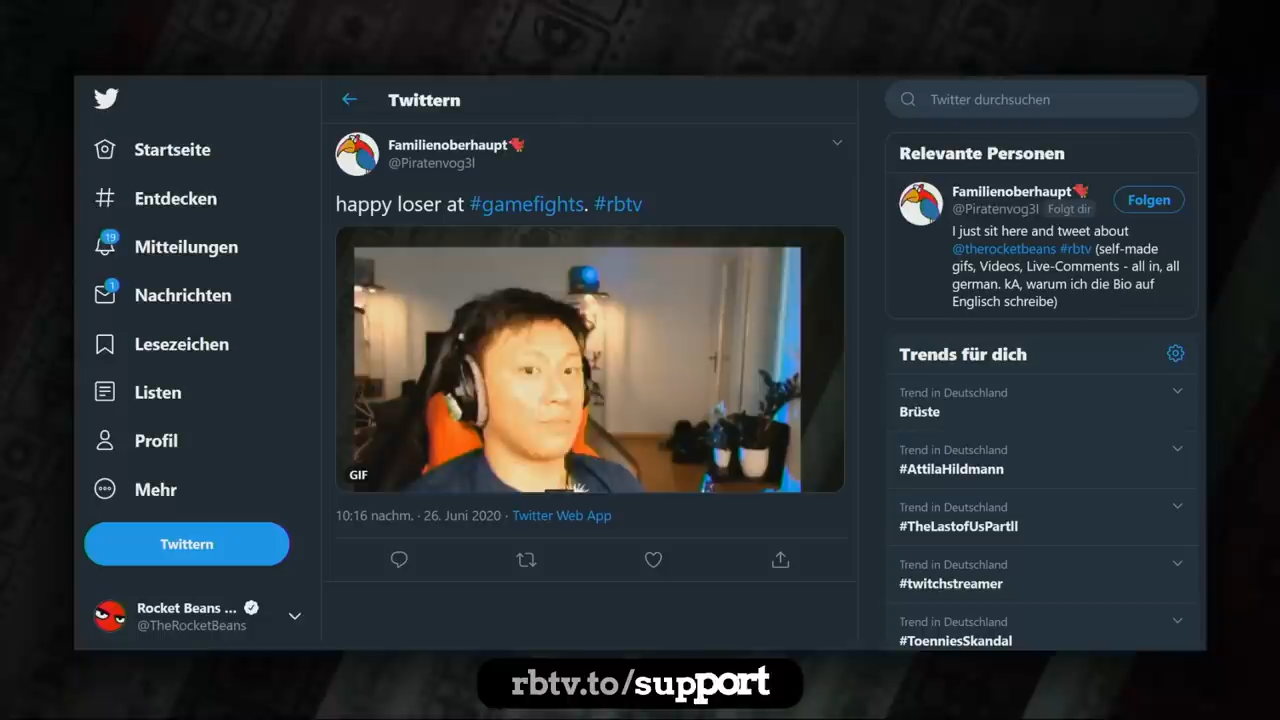 Startseite
Entdecken
19
Mitteilungen
1
Nachrichten
Lesezeichen
Listen
Profil
Mehr
Twittern
Rocket Beans ...
@TheRocketBeans
Twittern
Familienoberhaupt
@Piratenvog3l
happy loser at #gamefights. #rbtv
GIF
10:16 nachm. · 26. Juni 2020 · Twitter Web App
Twitter durchsuchen
Relevante Personen
Familienoberhaupt
@Piratenvog3l Folgt dir
Folgen
I just sit here and tweet about
@therocketbeans #rbtv (self-made
gifs, Videos, Live-Comments - all in, all
german. kA, warum ich die Bio auf
Englisch schreibe)
Trends für dich
Trend in Deutschland
Brüste
Trend in Deutschland
#AttilaHildmann
Trend in Deutschland
#TheLastofUsPartII
Trend in Deutschland
#twitchstreamer
Trend in Deutschland
#ToenniesSkandal
rbtv.to/support